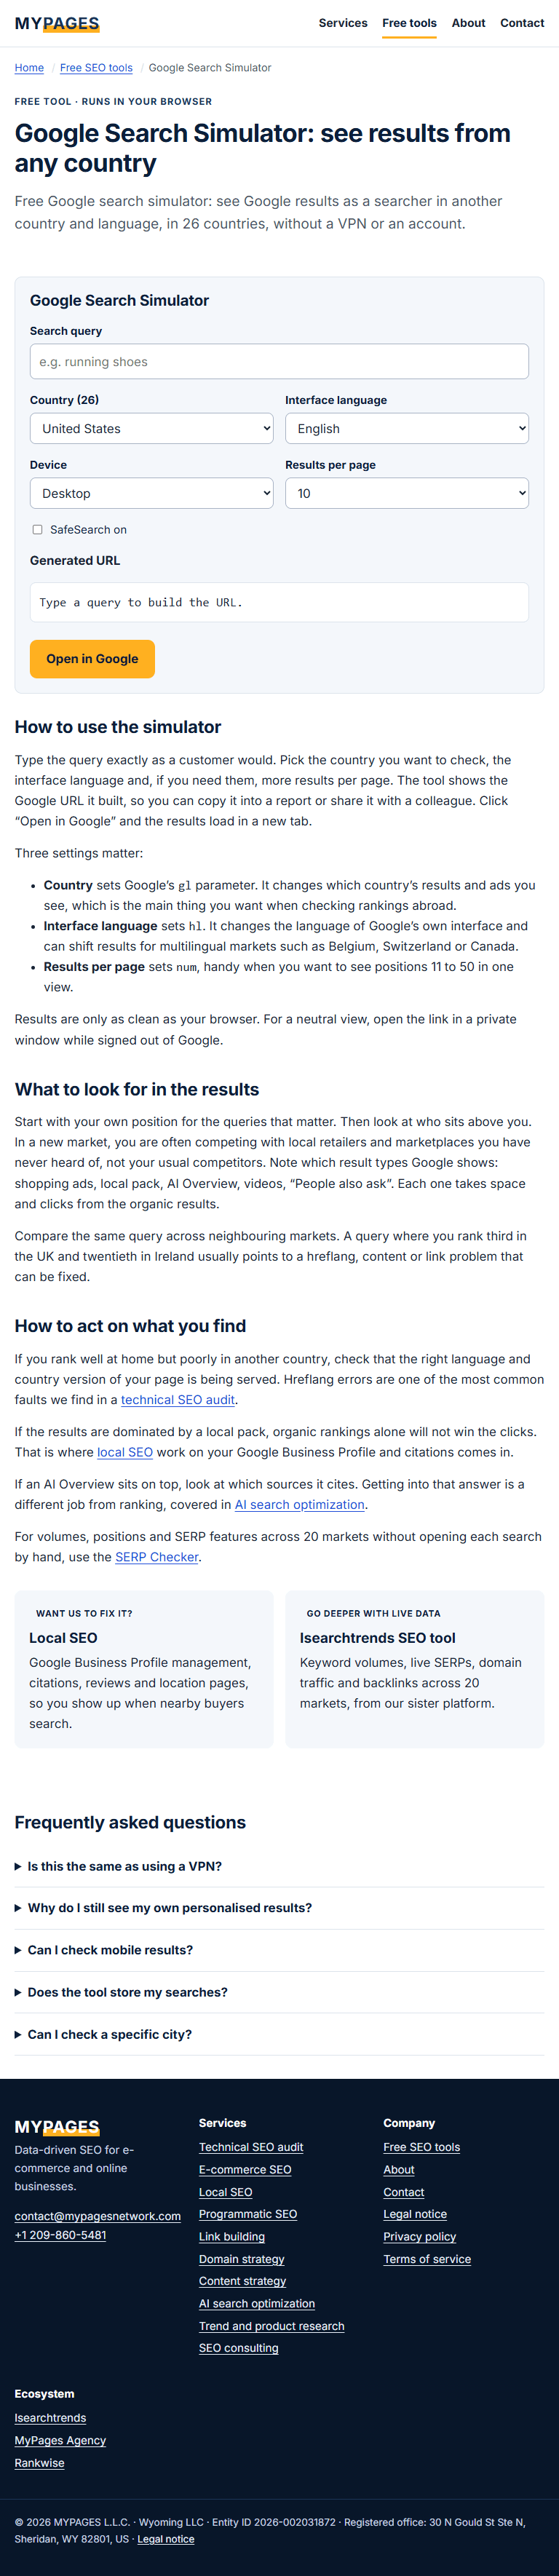 MYPAGES
Services Free tools About Contact
Home / Free SEO tools / Google Search Simulator
FREE TOOL · RUNS IN YOUR BROWSER
Google Search Simulator: see results from
any country
Free Google search simulator: see Google results as a searcher in another
country and language, in 26 countries, without a VPN or an account.
Google Search Simulator
Search query
e.g. running shoes
Country (26) Interface language
United States English
Device Results per page
Desktop 10
SafeSearch on
Generated URL
Type a query to build the URL.
Open in Google
How to use the simulator
Type the query exactly as a customer would. Pick the country you want to check, the
interface language and, if you need them, more results per page. The tool shows the
Google URL it built, so you can copy it into a report or share it with a colleague. Click
“Open in Google” and the results load in a new tab.
Three settings matter:
• Country sets Google’s gl parameter. It changes which country’s results and ads you
see, which is the main thing you want when checking rankings abroad.
• Interface language sets hl. It changes the language of Google’s own interface and
can shift results for multilingual markets such as Belgium, Switzerland or Canada.
• Results per page sets num, handy when you want to see positions 11 to 50 in one
view.
Results are only as clean as your browser. For a neutral view, open the link in a private
window while signed out of Google.
What to look for in the results
Start with your own position for the queries that matter. Then look at who sits above you.
In a new market, you are often competing with local retailers and marketplaces you have
never heard of, not your usual competitors. Note which result types Google shows:
shopping ads, local pack, AI Overview, videos, “People also ask”. Each one takes space
and clicks from the organic results.
Compare the same query across neighbouring markets. A query where you rank third in
the UK and twentieth in Ireland usually points to a hreflang, content or link problem that
can be fixed.
How to act on what you find
If you rank well at home but poorly in another country, check that the right language and
country version of your page is being served. Hreflang errors are one of the most common
faults we find in a technical SEO audit.
If the results are dominated by a local pack, organic rankings alone will not win the clicks.
That is where local SEO work on your Google Business Profile and citations comes in.
If an AI Overview sits on top, look at which sources it cites. Getting into that answer is a
different job from ranking, covered in AI search optimization.
For volumes, positions and SERP features across 20 markets without opening each search
by hand, use the SERP Checker.
WANT US TO FIX IT?
Local SEO
Google Business Profile management,
citations, reviews and location pages,
so you show up when nearby buyers
search.
GO DEEPER WITH LIVE DATA
Isearchtrends SEO tool
Keyword volumes, live SERPs, domain
traffic and backlinks across 20
markets, from our sister platform.
Frequently asked questions
Is this the same as using a VPN?
Why do I still see my own personalised results?
Can I check mobile results?
Does the tool store my searches?
Can I check a specific city?
MYPAGES
Data-driven SEO for e-
commerce and online
businesses.
contact@mypagesnetwork.com
+1 209-860-5481
Services
Technical SEO audit
E-commerce SEO
Local SEO
Programmatic SEO
Link building
Domain strategy
Content strategy
AI search optimization
Trend and product research
SEO consulting
Company
Free SEO tools
About
Contact
Legal notice
Privacy policy
Terms of service
Ecosystem
Isearchtrends
MyPages Agency
Rankwise
© 2026 MYPAGES L.L.C. · Wyoming LLC · Entity ID 2026-002031872 · Registered office: 30 N Gould St Ste N,
Sheridan, WY 82801, US · Legal notice